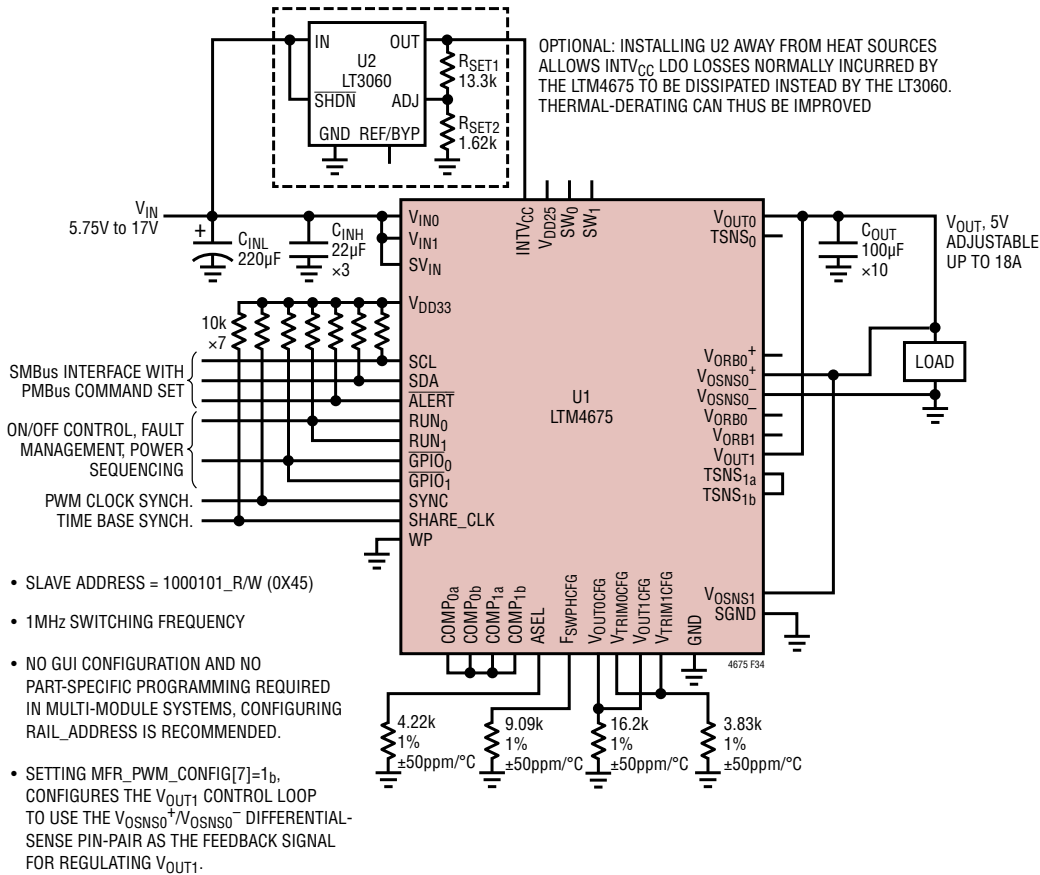 IN
OUT
U2
LT3060
SHDN
ADJ
GND REF/BYP
RSET1
13.3k
RSET2
1.62k
OPTIONAL: INSTALLING U2 AWAY FROM HEAT SOURCES
ALLOWS INTVCC LDO LOSSES NORMALLY INCURRED BY
THE LTM4675 TO BE DISSIPATED INSTEAD BY THE LT3060.
THERMAL-DERATING CAN THUS BE IMPROVED
VIN
5.75V to 17V
+
CINL
220µF
CINH
22µF
×3
VIN0
VIN1
SVIN
VDD33
INTVCC
VDD25
SW0
SW1
VOUT0
TSNS0
COUT
100µF
×10
VOUT, 5V
ADJUSTABLE
UP TO 18A
10k
×7
SMBus INTERFACE WITH
PMBus COMMAND SET
ON/OFF CONTROL, FAULT
MANAGEMENT, POWER
SEQUENCING
PWM CLOCK SYNCH.
TIME BASE SYNCH.
SCL
SDA
ALERT
RUN0
RUN1
GPIO0
GPIO1
SYNC
SHARE_CLK
WP
U1
LTM4675
VORB0+
VOSNS0+
VOSNS0–
VORB0–
VORB1
VOUT1
TSNS1a
TSNS1b
LOAD
VOSNS1
SGND
COMP0a
COMP0b
COMP1a
COMP1b
ASEL
FSWPHCFG
VOUT0CFG
VTRIM0CFG
VOUT1CFG
VTRIM1CFG
GND
4675 F34
4.22k
1%
±50ppm/°C
9.09k
1%
±50ppm/°C
16.2k
1%
±50ppm/°C
3.83k
1%
±50ppm/°C
• SLAVE ADDRESS = 1000101_R/W (0X45)
• 1MHz SWITCHING FREQUENCY
• NO GUI CONFIGURATION AND NO
PART-SPECIFIC PROGRAMMING REQUIRED
IN MULTI-MODULE SYSTEMS, CONFIGURING
RAIL_ADDRESS IS RECOMMENDED.
• SETTING MFR_PWM_CONFIG[7]=1b,
CONFIGURES THE VOUT1 CONTROL LOOP
TO USE THE VOSNS0+/VOSNS0– DIFFERENTIAL-
SENSE PIN-PAIR AS THE FEEDBACK SIGNAL
FOR REGULATING VOUT1.